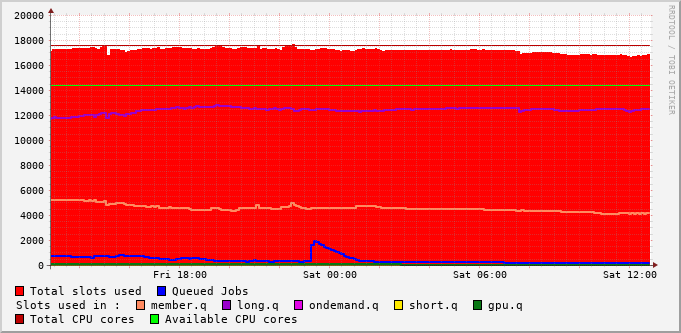 20000
18000
16000
14000
12000
10000
8000
6000
4000
2000
0
Fri 18:00 Sat 00:00 Sat 06:00 Sat 12:00
RRDTOOL / TOBI OETIKER
Total slots used Queued Jobs
Slots used in : member.q long.q ondemand.q short.q gpu.q
Total CPU cores Available CPU cores